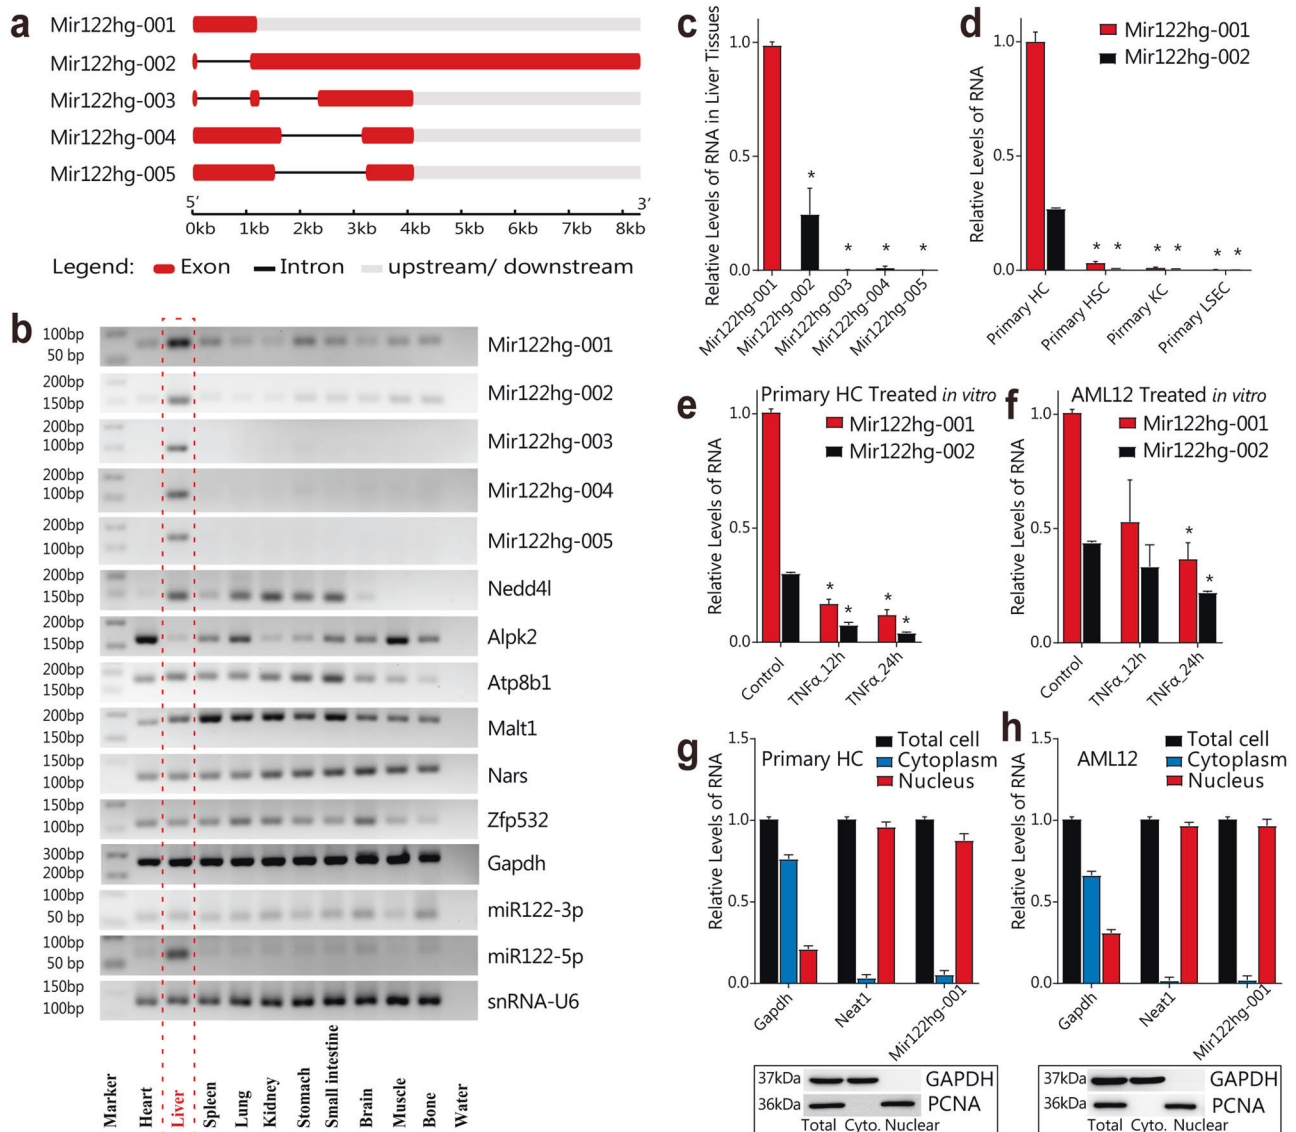 a
Mir122hg-001
Mir122hg-002
Mir122hg-003
Mir122hg-004
Mir122hg-005
5′ 3′
0kb 1kb 2kb 3kb 4kb 5kb 6kb 7kb 8kb
Legend: Exon Intron upstream/ downstream
b
100bp
50 bp
Mir122hg-001
200bp
150bp
Mir122hg-002
200bp
100bp
Mir122hg-003
200bp
100bp
Mir122hg-004
200bp
100bp
Mir122hg-005
200bp
150bp
Nedd4l
200bp
150bp
Alpk2
200bp
150bp
Atp8b1
200bp
150bp
Malt1
150bp
100bp
Nars
150bp
100bp
Zfp532
300bp
200bp
Gapdh
100bp
50 bp
miR122-3p
100bp
50 bp
miR122-5p
150bp
100bp
snRNA-U6
Marker
Heart
Liver
Spleen
Lung
Kidney
Stomach
Small intestine
Brain
Muscle
Bone
Water
c
Relative Levels of RNA in Liver Tissues
1.0
0.5
0.0
* * * *
Mir122hg-001
Mir122hg-002
Mir122hg-003
Mir122hg-004
Mir122hg-005
d
Relative Levels of RNA
Mir122hg-001
Mir122hg-002
1.0
0.5
0.0
* * * * * *
Primary HC
Primary HSC
Pirmary KC
Primary LSEC
e
Primary HC Treated in vitro
Relative Levels of RNA
Mir122hg-001
Mir122hg-002
1.0
0.5
0.0
* * * *
Control
TNFα_12h
TNFα_24h
f
AML12 Treated in vitro
Relative Levels of RNA
Mir122hg-001
Mir122hg-002
1.0
0.5
0.0
* *
Control
TNFα_12h
TNFα_24h
g
Primary HC
Relative Levels of RNA
Total cell
Cytoplasm
Nucleus
1.5
1.0
0.5
0.0
Gapdh
Neat1
Mir122hg-001
37kDa GAPDH
36kDa PCNA
Total Cyto. Nuclear
h
AML12
Relative Levels of RNA
Total cell
Cytoplasm
Nucleus
1.5
1.0
0.5
0.0
Gapdh
Neat1
Mir122hg-001
37kDa GAPDH
36kDa PCNA
Total Cyto. Nuclear